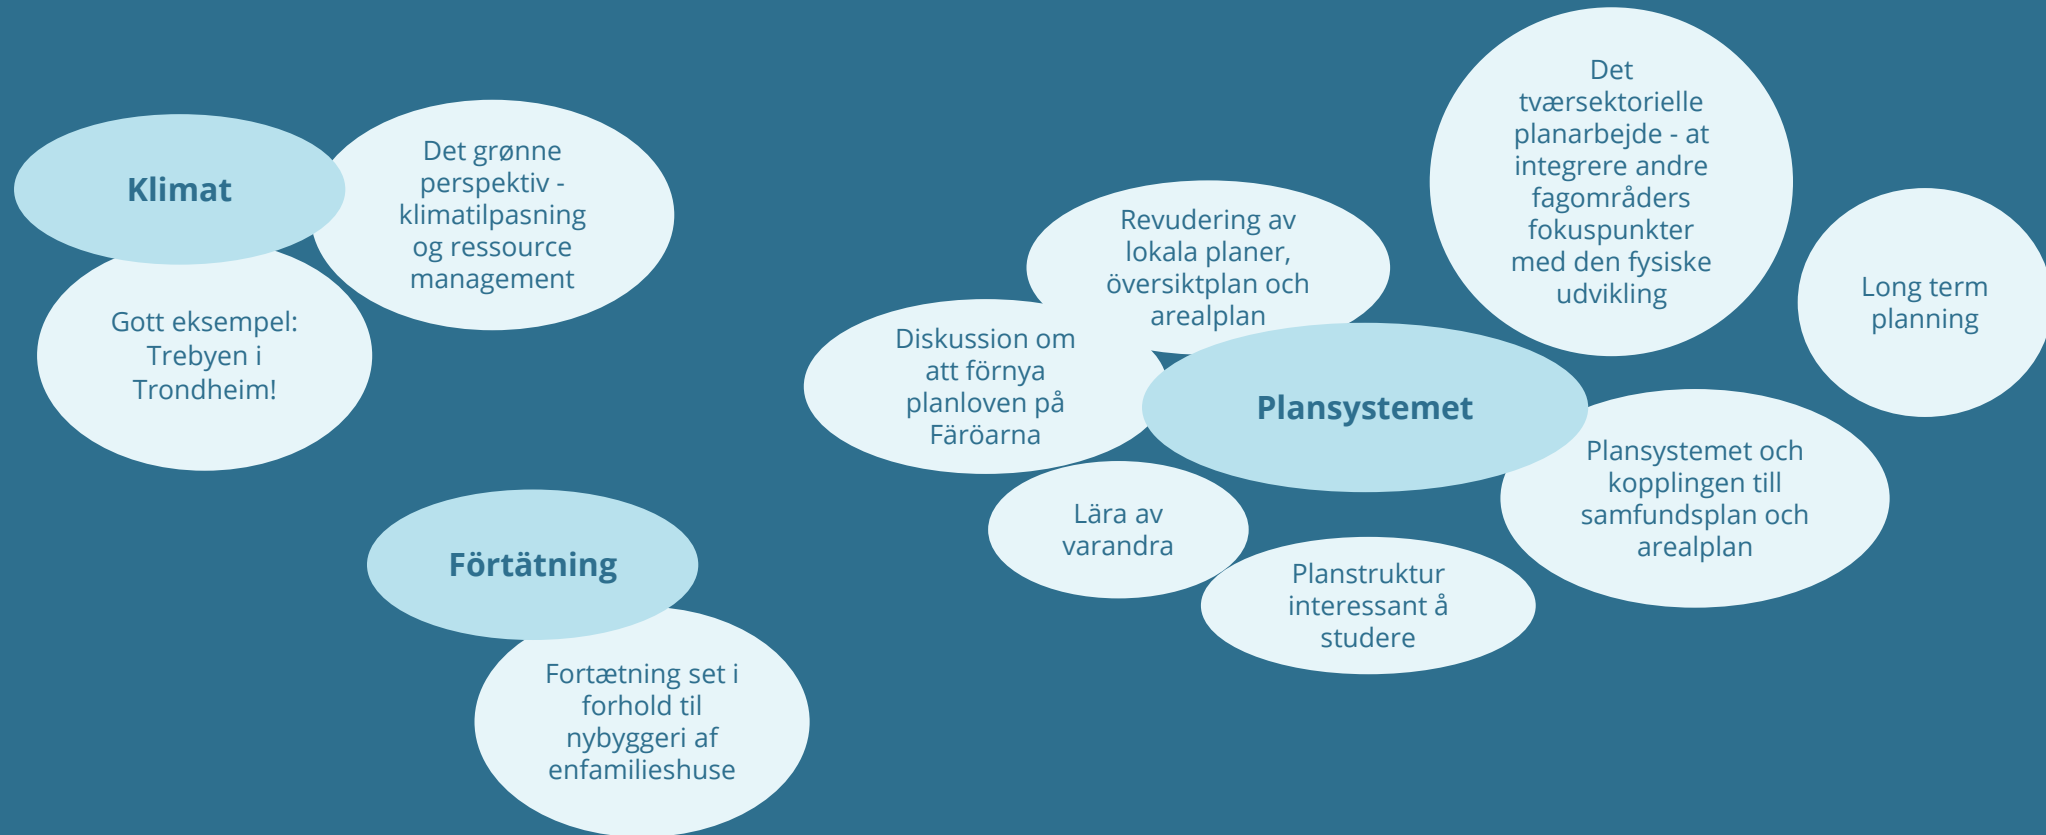 Klimat
Det grønne
perspektiv -
klimatilpasning
og ressource
management
Gott eksempel:
Trebyen i
Trondheim!
Förtätning
Fortætning set i
forhold til
nybyggeri af
enfamilieshuse
Plansystemet
Revudering av
lokala planer,
översiktplan och
arealplan
Diskussion om
att förnya
planloven på
Färöarna
Lära av
varandra
Planstruktur
interessant å
studere
Plansystemet och
kopplingen till
samfundsplan och
arealplan
Det
tværsektorielle
planarbejde - at
integrere andre
fagområders
fokuspunkter
med den fysiske
udvikling
Long term
planning